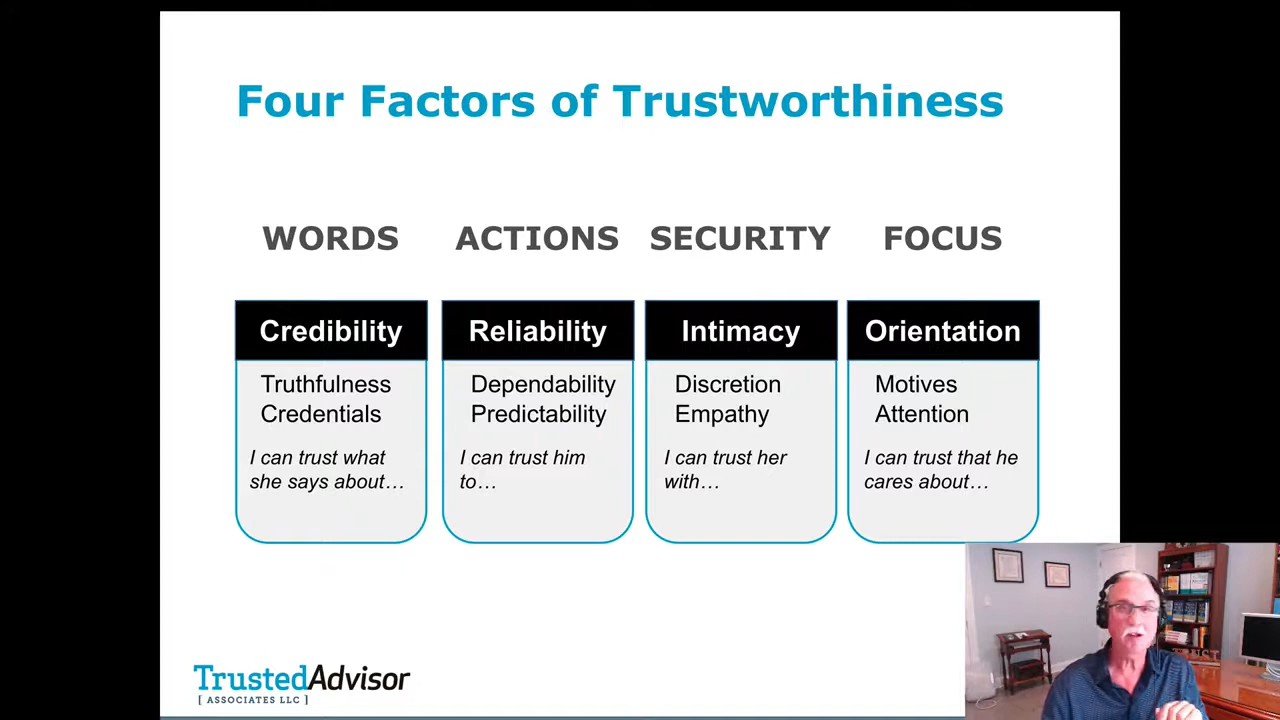 Four Factors of Trustworthiness
WORDS
ACTIONS
SECURITY
FOCUS
Credibility
Truthfulness
Credentials
I can trust what
she says about…
Reliability
Dependability
Predictability
I can trust him
to…
Intimacy
Discretion
Empathy
I can trust her
with…
Orientation
Motives
Attention
I can trust that he
cares about…
TrustedAdvisor
[ ASSOCIATES LLC ]
TRUST